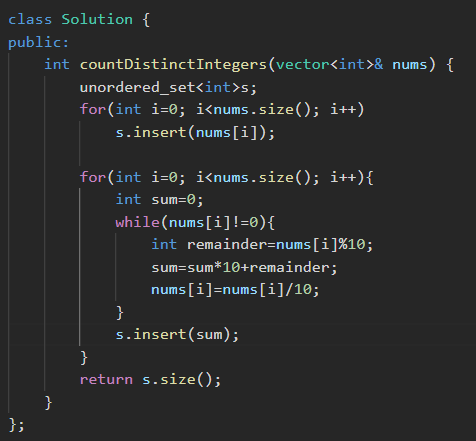 class Solution {
public:
    int countDistinctIntegers(vector<int>& nums) {
        unordered_set<int>s;
        for(int i=0; i<nums.size(); i++)
            s.insert(nums[i]);

        for(int i=0; i<nums.size(); i++){
            int sum=0;
            while(nums[i]!=0){
                int remainder=nums[i]%10;
                sum=sum*10+remainder;
                nums[i]=nums[i]/10;
            }
            s.insert(sum);
        }
        return s.size();
    }
};